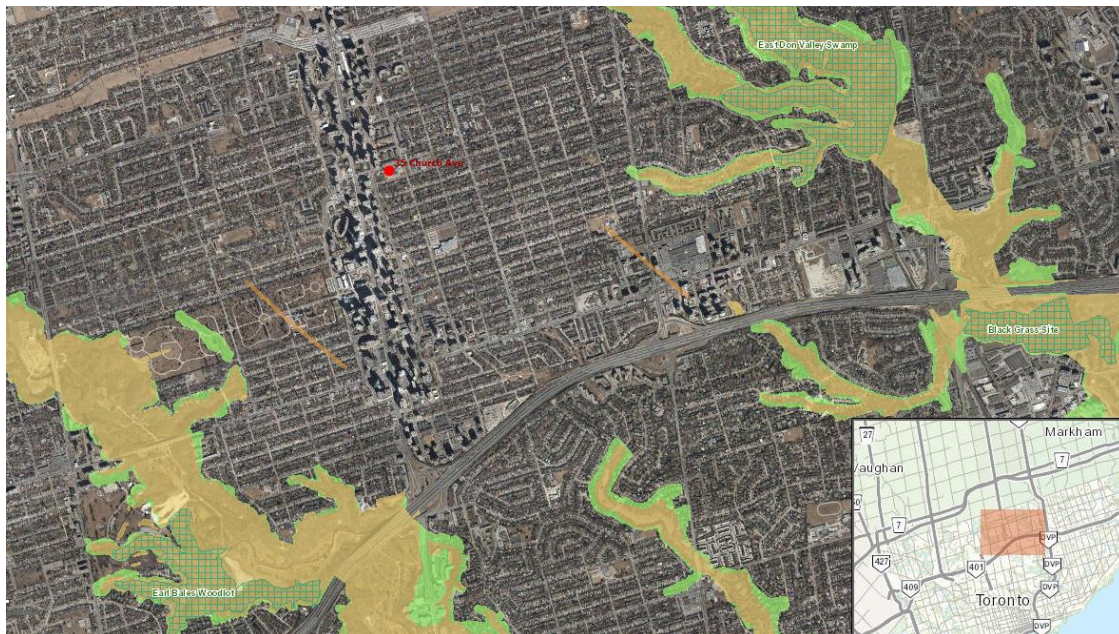 East Don Valley Swamp
35 Church Ave
Black Grass Site
Earl Bales Woodlot
Markham
27
7
Vaughan
7
427
DVP
401
DVP
409
DVP
Toronto
DVP